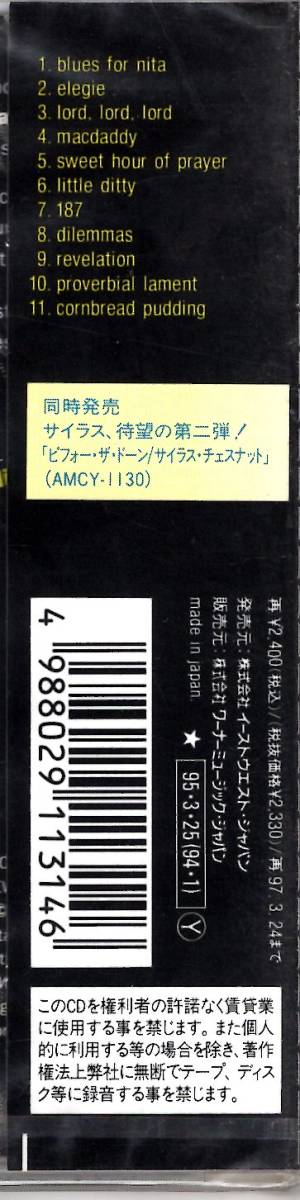 1. blues for nita
2. elegie
3. lord, lord, lord
4. macdaddy
5. sweet hour of prayer
6. little ditty
7. 187
8. dilemmas
9. revelation
10. proverbial lament
11. cornbread pudding
同時発売
サイラス、待望の第二弾!
「ビフォー・ザ・ドーン/サイラス・チェスナット」
(AMCY-1130)
再 ¥2,400(税込)/(税抜価格¥2,330)/再 97. 3. 24まで
発売元:株式会社 イーストウエスト・ジャパン
販売元:株式会社 ワーナーミュージック・ジャパン
made in japan.
★ 95・3・25(94・1) Y
4 988029 113146
このCDを権利者の許諾なく賃貸業
に使用する事を禁じます。また個人
的に利用する等の場合を除き、著作
権法上弊社に無断でテープ、ディス
ク等に録音する事を禁じます。